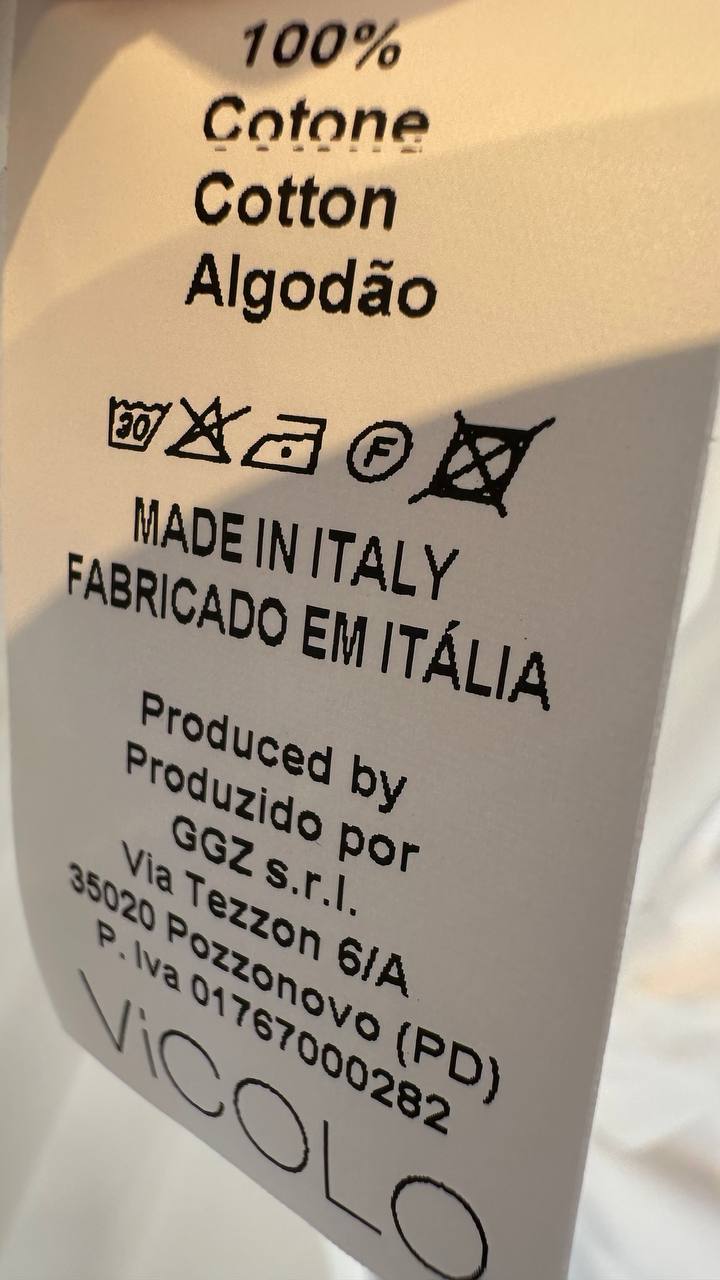 100%
Cotone
Cotton
Algodão
30 F
MADE IN ITALY
FABRICADO EM ITÁLIA
Produced by
Produzido por
GGZ s.r.l.
Via Tezzon 6/A
35020 Pozzonovo (PD)
P. Iva 01767000282
ViCOLO